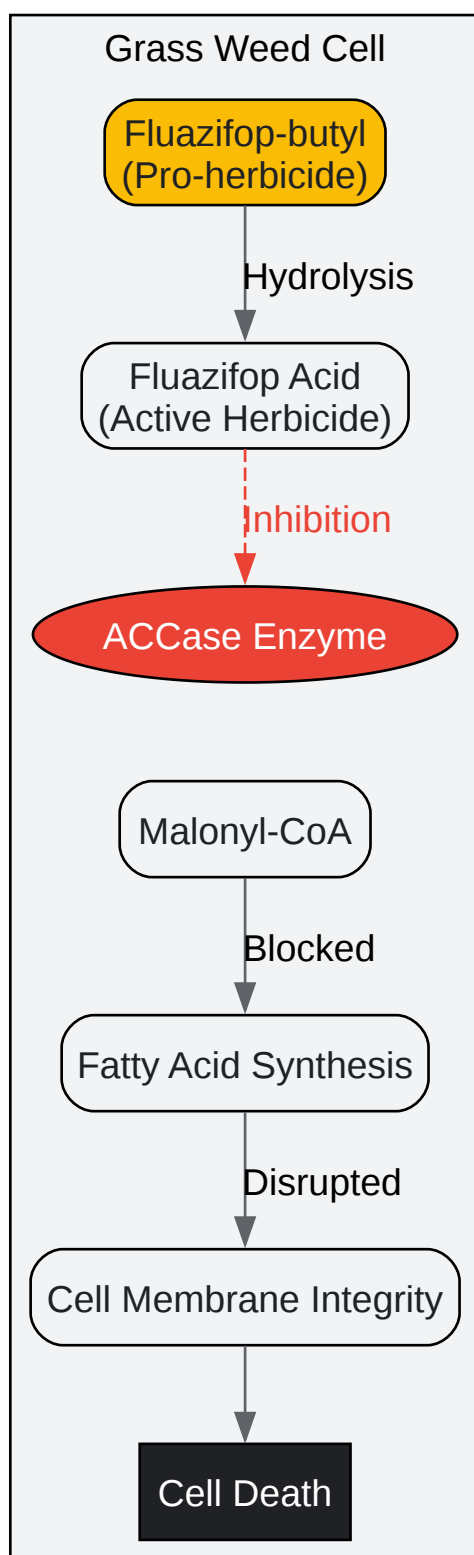 Grass Weed Cell
Fluazifop-butyl
(Pro-herbicide)
Hydrolysis
Fluazifop Acid
(Active Herbicide)
Inhibition
ACCase Enzyme
Malonyl-CoA
Blocked
Fatty Acid Synthesis
Disrupted
Cell Membrane Integrity
Cell Death